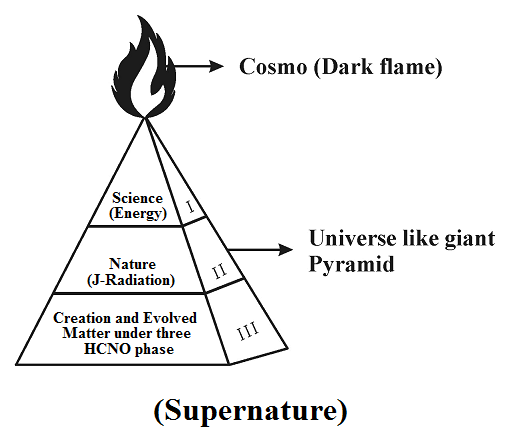 Cosmo (Dark flame)
Science
(Energy)
I
Universe like giant
Pyramid
Nature
(J-Radiation)
II
Creation and Evolved
Matter under three
HCNO phase
III
(Supernature)